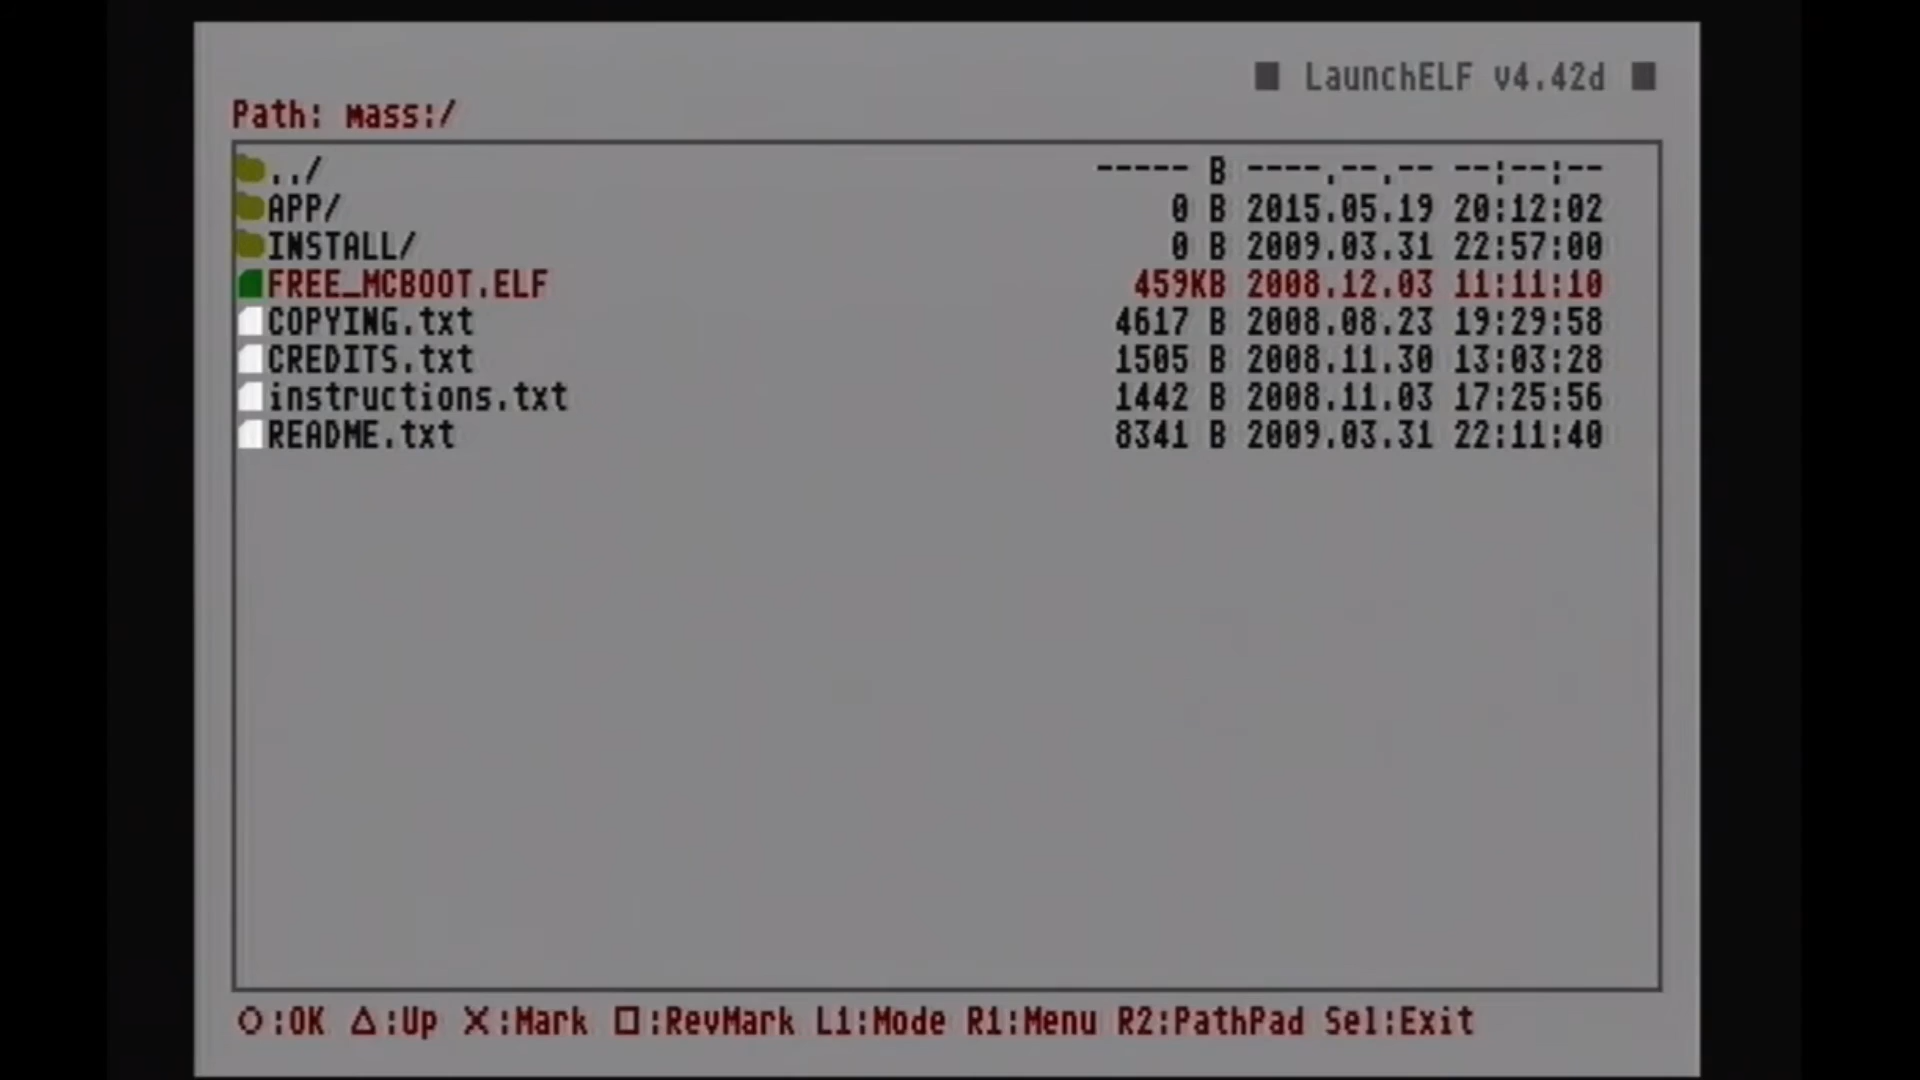 ■ LaunchELF v4.42d ■
Path: mass:/
../ ----- B ----.--.-- --:--:--
APP/ 0 B 2015.05.19 20:12:02
INSTALL/ 0 B 2009.03.31 22:57:00
FREE_MCBOOT.ELF 459KB 2008.12.03 11:11:10
COPYING.txt 4617 B 2008.08.23 19:29:58
CREDITS.txt 1505 B 2008.11.30 13:03:28
instructions.txt 1442 B 2008.11.03 17:25:56
README.txt 8341 B 2009.03.31 22:11:40
○:OK △:Up ×:Mark □:RevMark L1:Mode R1:Menu R2:PathPad Sel:Exit